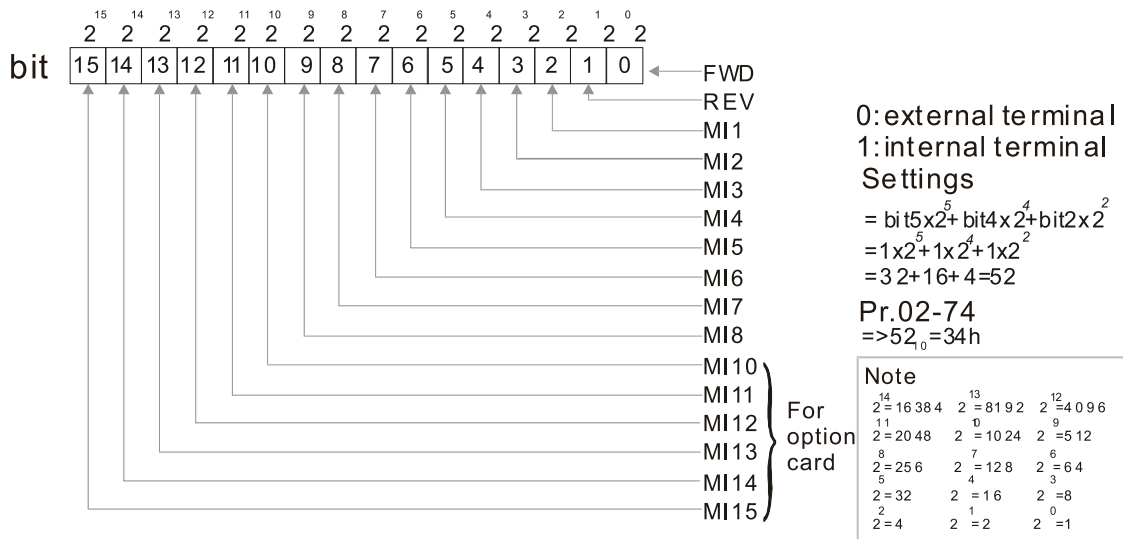 2^15 2^14 2^13 2^12 2^11 2^10 2^9 2^8 2^7 2^6 2^5 2^4 2^3 2^2 2^1 2^0
bit 15 14 13 12 11 10 9 8 7 6 5 4 3 2 1 0
FWD
REV
MI1
MI2
MI3
MI4
MI5
MI6
MI7
MI8
MI10
MI11
MI12
MI13
MI14
MI15
For
option
card
0: external terminal
1: internal terminal
Settings
= bit5x2^5+bit4x2^4+bit2x2^2
=1x2^5+1x2^4+1x2^2
=32+16+4=52
Pr.02-74
=>52₁₀=34h
Note
2^14=16384 2^13=8192 2^12=4096
2^11=2048 2^10=1024 2^9=512
2^8=256 2^7=128 2^6=64
2^5=32 2^4=16 2^3=8
2^2=4 2^1=2 2^0=1